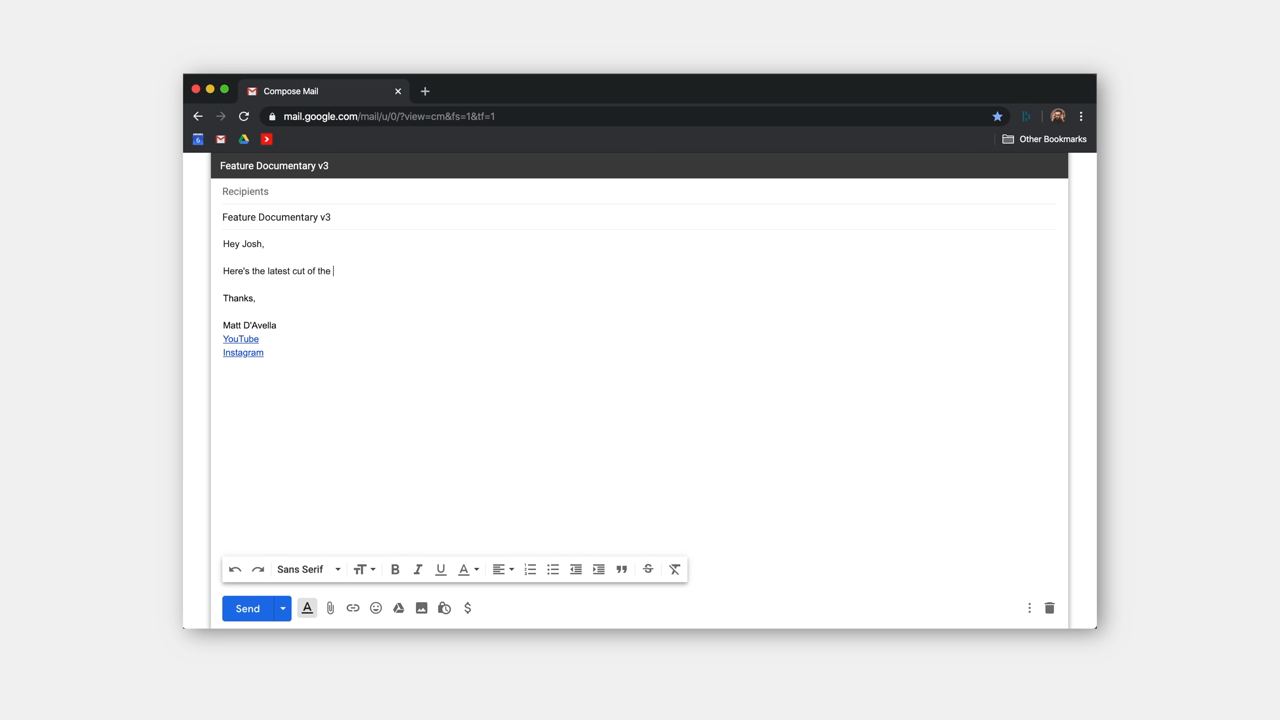 Compose Mail
mail.google.com/mail/u/0/?view=cm&fs=1&tf=1
6
Other Bookmarks
Feature Documentary v3
Recipients
Feature Documentary v3
Hey Josh,
Here's the latest cut of the
Thanks,
Matt D'Avella
YouTube
Instagram
Sans Serif
Send